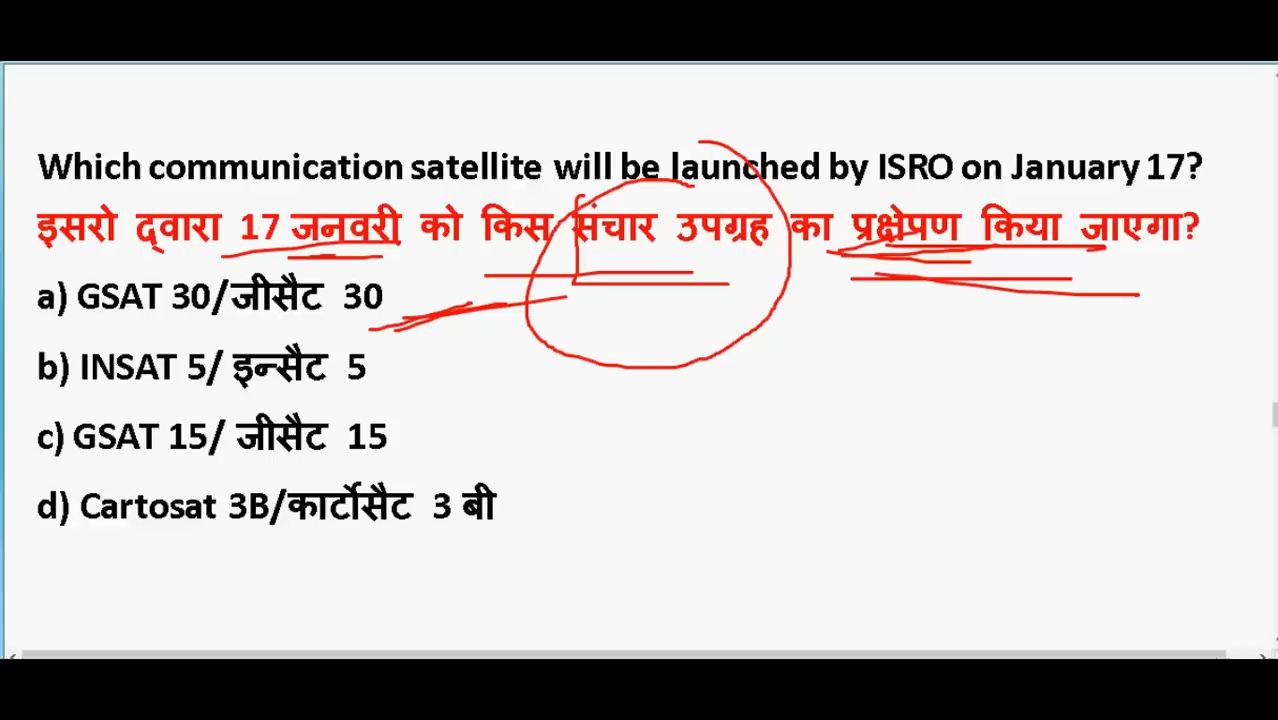 Which communication satellite will be launched by ISRO on January 17?
इसरो द्वारा 17 जनवरी को किस संचार उपग्रह का प्रक्षेपण किया जाएगा?
a) GSAT 30/जीसैट 30
b) INSAT 5/ इन्सैट 5
c) GSAT 15/ जीसैट 15
d) Cartosat 3B/कार्टोसैट 3 बी